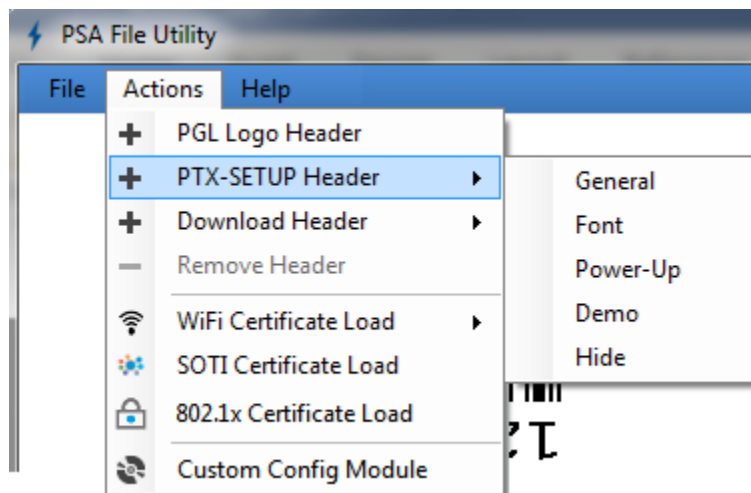 PSA File Utility
File Actions Help
PGL Logo Header
PTX-SETUP Header
Download Header
Remove Header
WiFi Certificate Load
SOTI Certificate Load
802.1x Certificate Load
Custom Config Module
General
Font
Power-Up
Demo
Hide